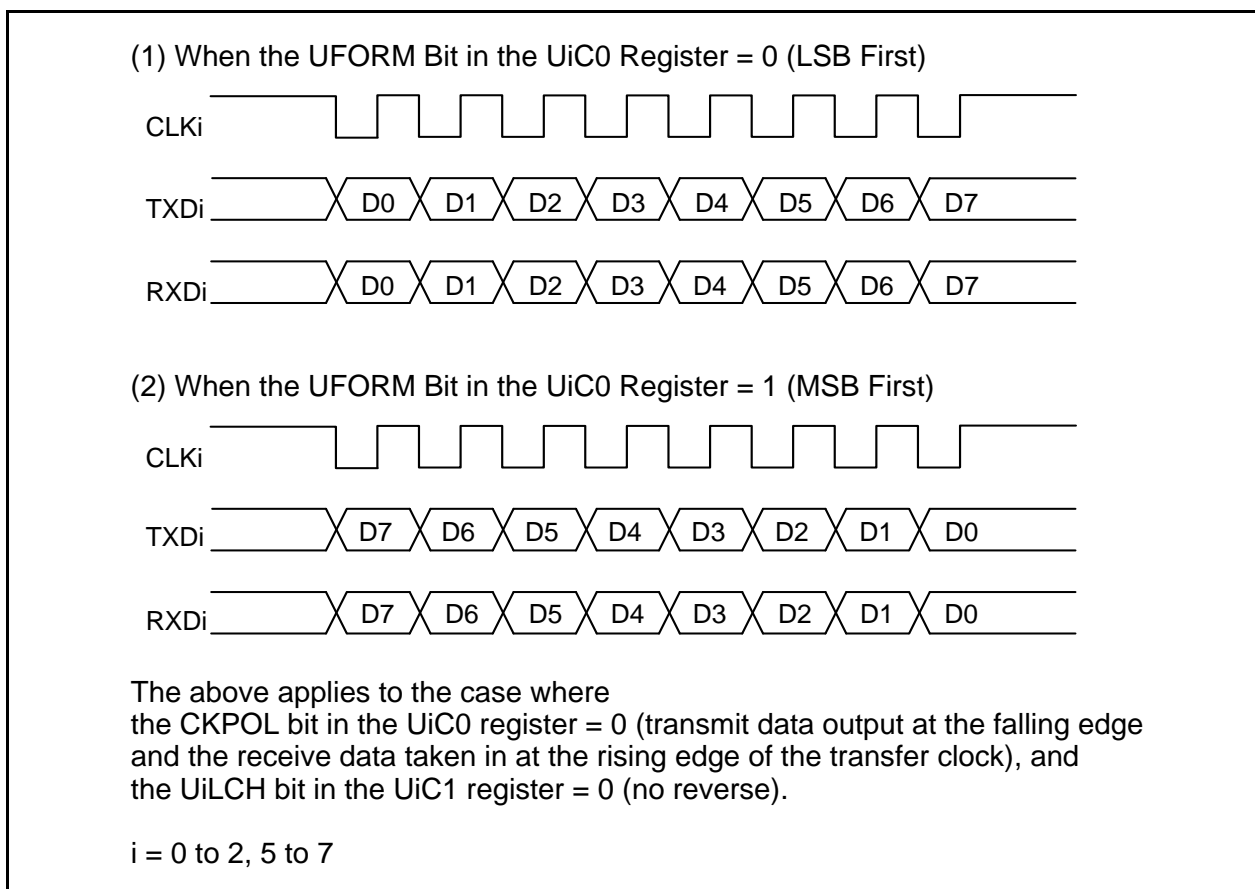 (1) When the UFORM Bit in the UiC0 Register = 0 (LSB First)
CLKi
TXDi D0 D1 D2 D3 D4 D5 D6 D7
RXDi D0 D1 D2 D3 D4 D5 D6 D7
(2) When the UFORM Bit in the UiC0 Register = 1 (MSB First)
CLKi
TXDi D7 D6 D5 D4 D3 D2 D1 D0
RXDi D7 D6 D5 D4 D3 D2 D1 D0
The above applies to the case where
the CKPOL bit in the UiC0 register = 0 (transmit data output at the falling edge
and the receive data taken in at the rising edge of the transfer clock), and
the UiLCH bit in the UiC1 register = 0 (no reverse).
i = 0 to 2, 5 to 7